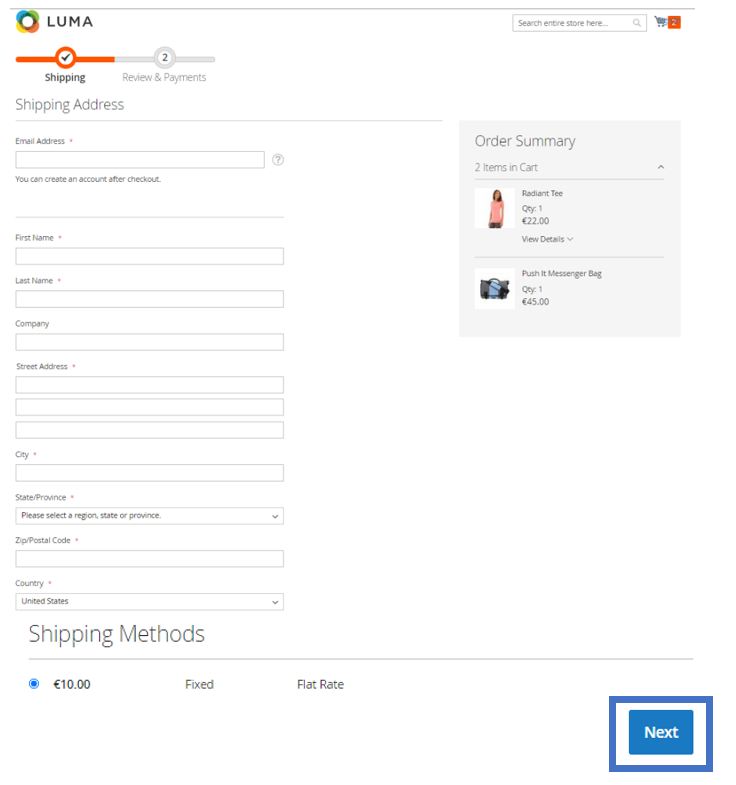 LUMA
Search entire store here...
2
2
Shipping
Review & Payments
Shipping Address
Email Address *
?
You can create an account after checkout.
First Name *
Last Name *
Company
Street Address *
City *
State/Province *
Please select a region, state or province.
Zip/Postal Code *
Country *
United States
Order Summary
2 Items in Cart
Radiant Tee
Qty: 1
€22.00
View Details
Push It Messenger Bag
Qty: 1
€45.00
Shipping Methods
€10.00 Fixed Flat Rate
Next